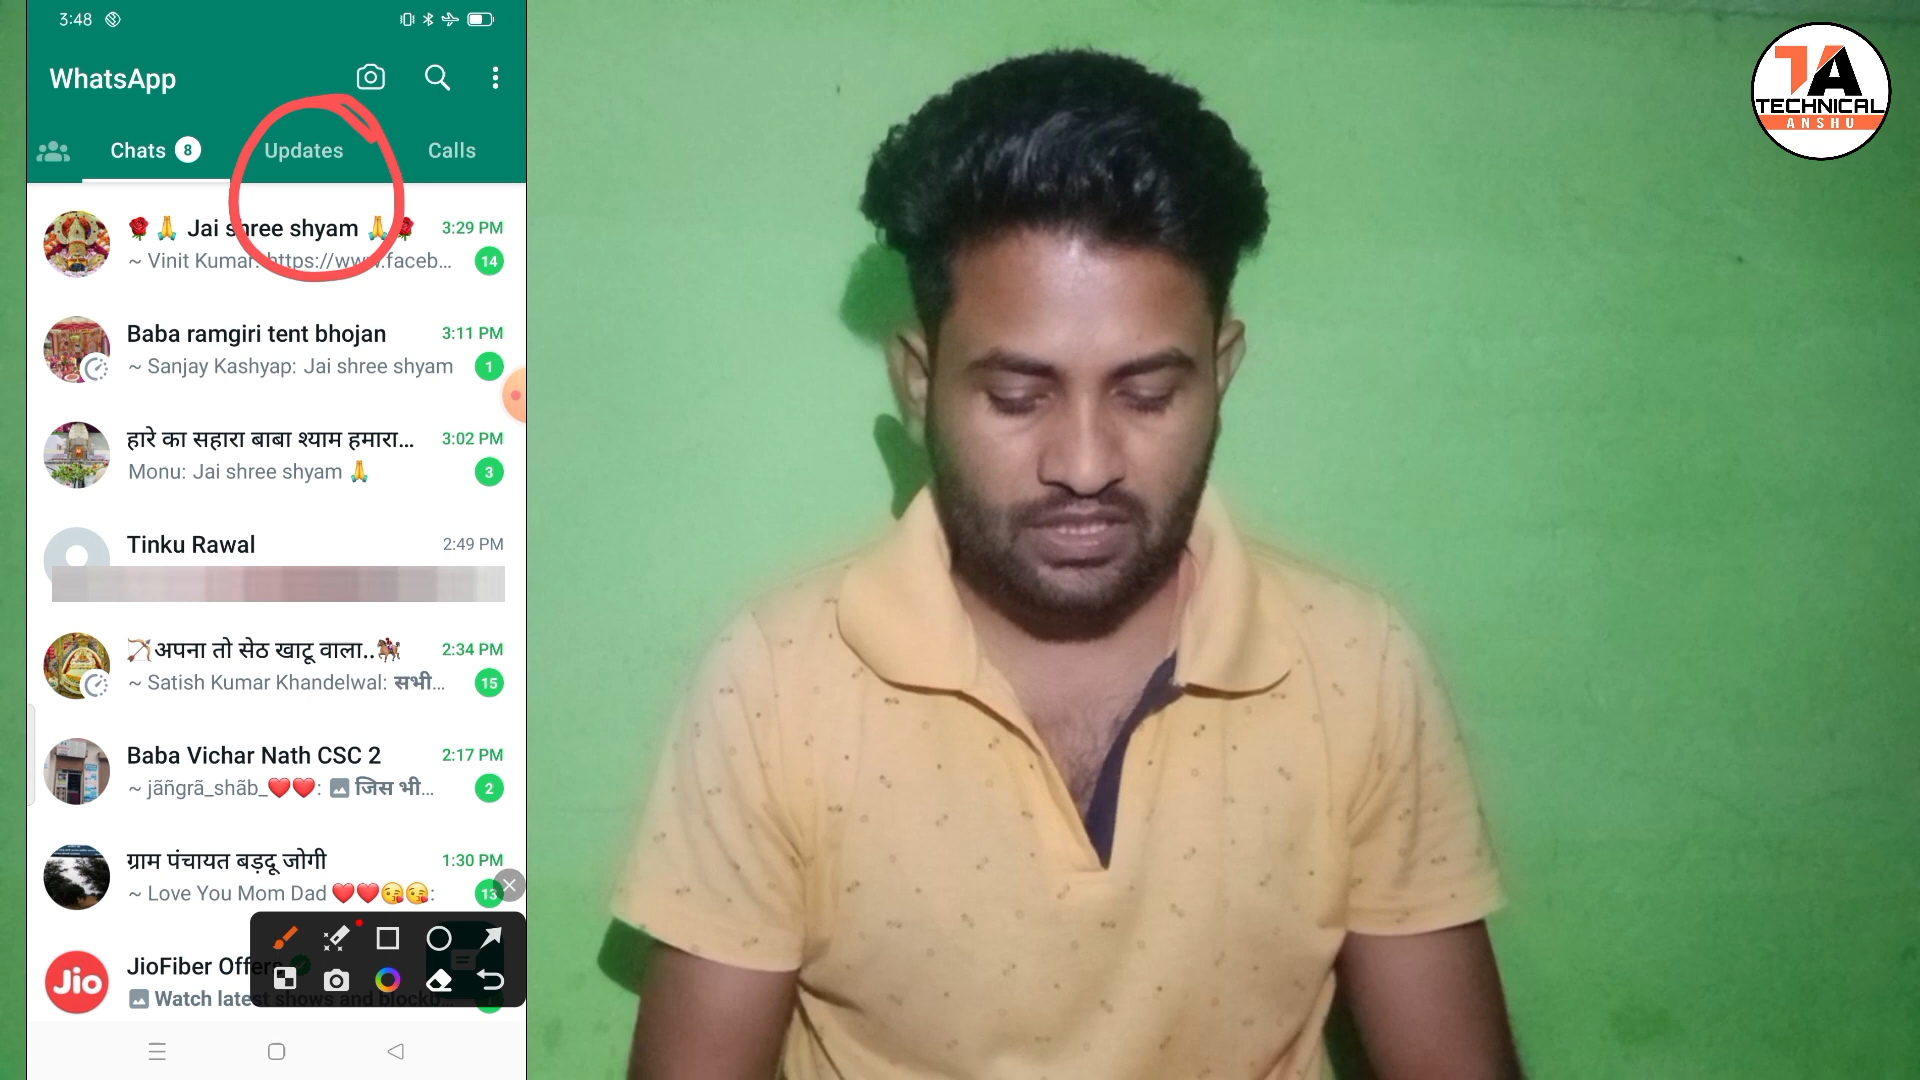 3:48
WhatsApp
Chats 8 Updates Calls
🌹🙏 Jai shree shyam 🙏🌹 3:29 PM
~ Vinit Kumar: https://www.faceb... 14
Baba ramgiri tent bhojan 3:11 PM
~ Sanjay Kashyap: Jai shree shyam 1
हारे का सहारा बाबा श्याम हमारा... 3:02 PM
Monu: Jai shree shyam 🙏 3
Tinku Rawal 2:49 PM
🏹अपना तो सेठ खाटू वाला..🏇 2:34 PM
~ Satish Kumar Khandelwal: सभी... 15
Baba Vichar Nath CSC 2 2:17 PM
~ jãñgrã_shãb_❤️❤️: जिस भी... 2
ग्राम पंचायत बड़दू जोगी 1:30 PM
~ Love You Mom Dad ❤️❤️😘😘: 13
Jio
JioFiber Offers
Watch latest shows and blockb...
TA
TECHNICAL
ANSHU